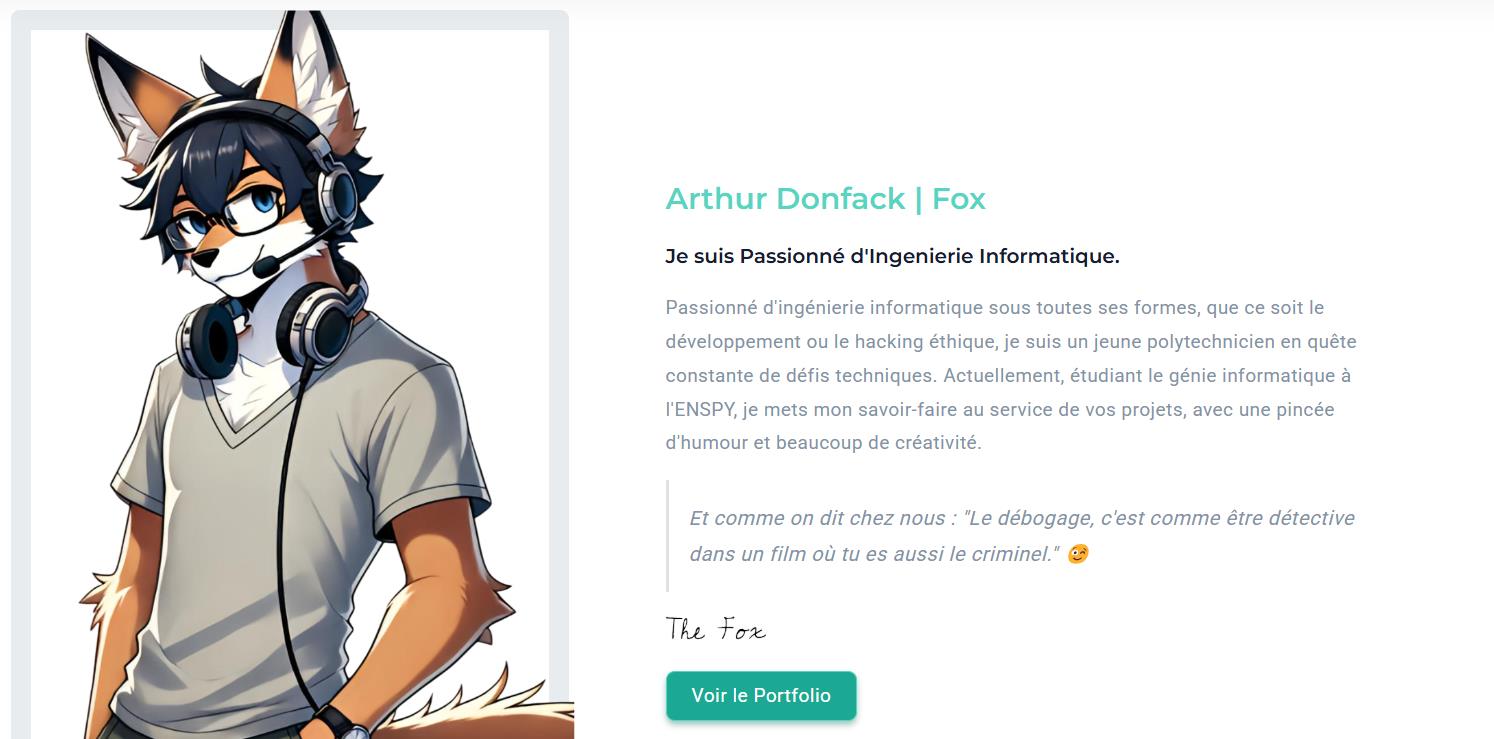 Arthur Donfack | Fox
Je suis Passionné d'Ingenierie Informatique.
Passionné d'ingénierie informatique sous toutes ses formes, que ce soit le
développement ou le hacking éthique, je suis un jeune polytechnicien en quête
constante de défis techniques. Actuellement, étudiant le génie informatique à
l'ENSPY, je mets mon savoir-faire au service de vos projets, avec une pincée
d'humour et beaucoup de créativité.
Et comme on dit chez nous : "Le débogage, c'est comme être détective
dans un film où tu es aussi le criminel." 😉
The Fox
Voir le Portfolio